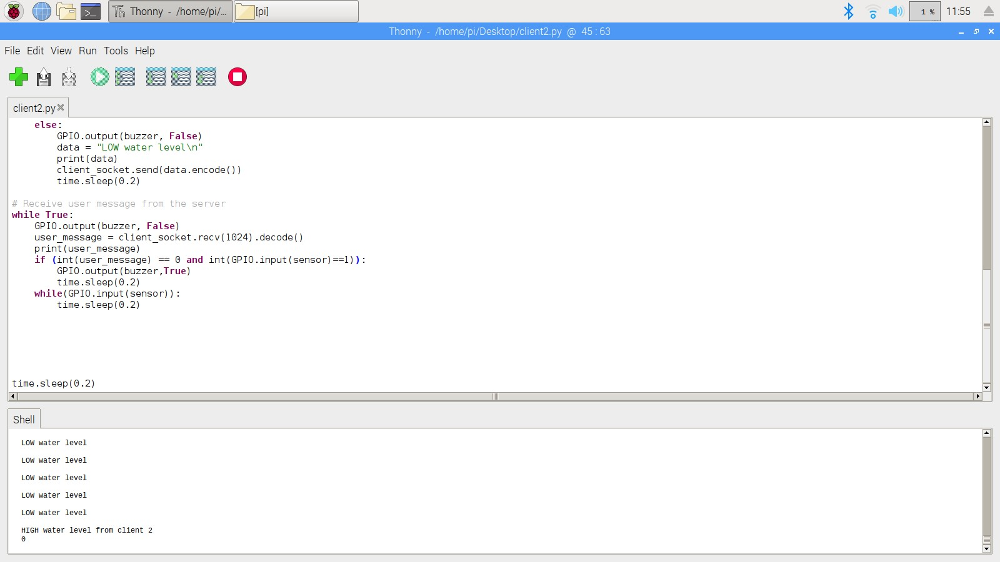 Thonny - /home/pi/...
[pi]
1 %
11:55
Thonny - /home/pi/Desktop/client2.py @ 45 : 63
File Edit View Run Tools Help
client2.py
else:
GPIO.output(buzzer, False)
data = "LOW water level\n"
print(data)
client_socket.send(data.encode())
time.sleep(0.2)
# Receive user message from the server
while True:
GPIO.output(buzzer, False)
user_message = client_socket.recv(1024).decode()
print(user_message)
if (int(user_message) == 0 and int(GPIO.input(sensor)==1)):
GPIO.output(buzzer,True)
time.sleep(0.2)
while(GPIO.input(sensor)):
time.sleep(0.2)
time.sleep(0.2)
Shell
LOW water level
LOW water level
LOW water level
LOW water level
LOW water level
HIGH water level from client 2
0